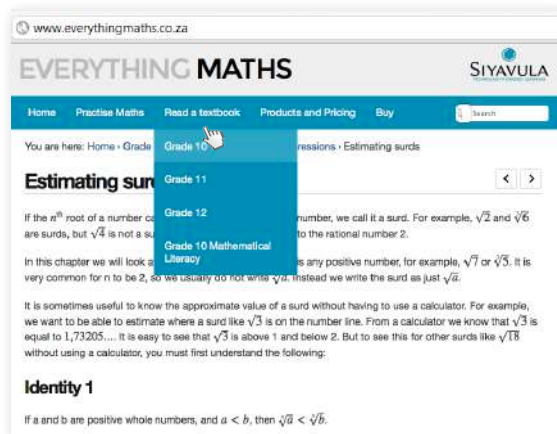 www.everythingmaths.co.za
EVERYTHING MATHS
SIYAVULA
Home Practise Maths Read a textbook Products and Pricing Buy Search
You are here: Home › Grade Grade 10 ressions › Estimating surds
Estimating sur
Grade 11
If the nᵗʰ root of a number ca Grade 12 number, we call it a surd. For example, √2 and ∛6
are surds, but √4 is not a su to the rational number 2.
Grade 10 Mathematical
Literacy
In this chapter we will look a is any positive number, for example, √7 or ∛5. It is
very common for n to be 2, so we usually do not write ²√a. Instead we write the surd as just √a.
It is sometimes useful to know the approximate value of a surd without having to use a calculator. For example,
we want to be able to estimate where a surd like √3 is on the number line. From a calculator we know that √3 is
equal to 1,73205.... It is easy to see that √3 is above 1 and below 2. But to see this for other surds like √18
without using a calculator, you must first understand the following:
Identity 1
If a and b are positive whole numbers, and a < b, then ⁿ√a < ⁿ√b.